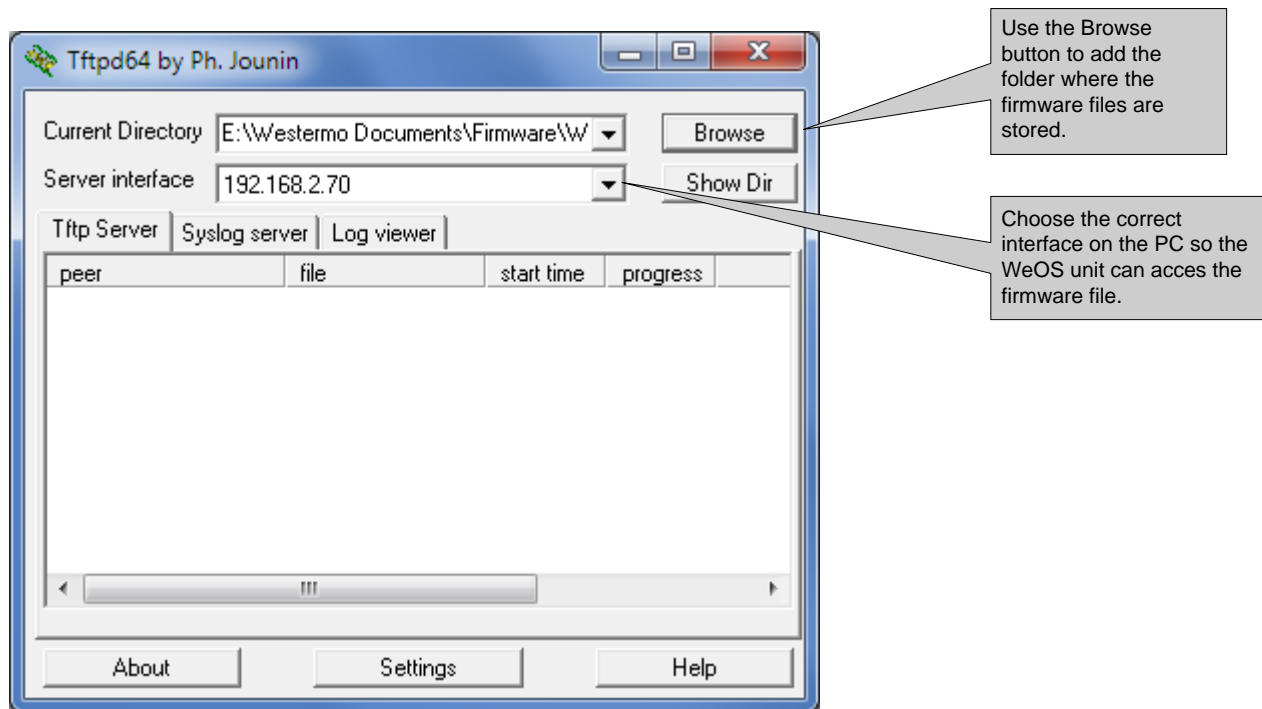 Tftpd64 by Ph. Jounin
Use the Browse
button to add the
folder where the
firmware files are
stored.
Current Directory E:\Westermo Documents\Firmware\W Browse
Server interface 192.168.2.70 Show Dir
Choose the correct
interface on the PC so the
WeOS unit can acces the
firmware file.
Tftp Server Syslog server Log viewer
peer file start time progress
About Settings Help